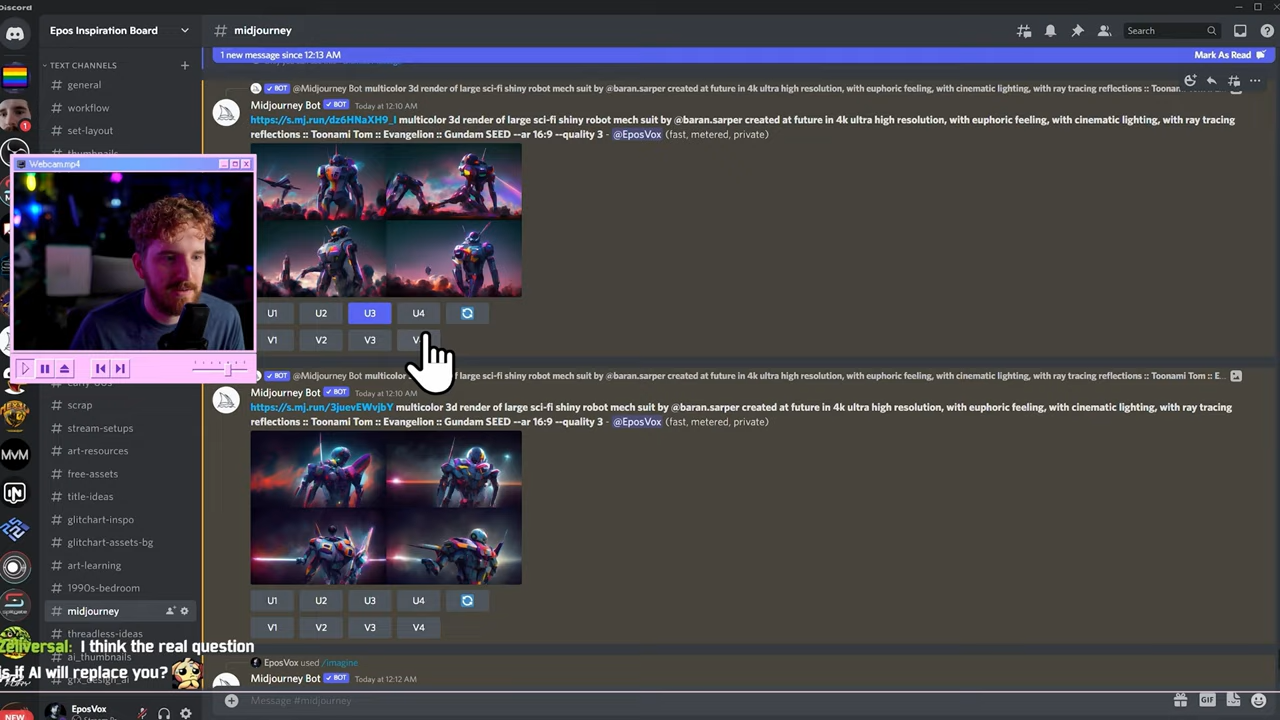 Discord
Epos Inspiration Board
# midjourney
Search
1 new message since 12:13 AM
Mark As Read
TEXT CHANNELS
# general
# workflow
# set-layout
Webcam.mp4
# scrap
# stream-setups
# art-resources
# free-assets
# title-ideas
# glitchart-inspo
# glitchart-assets-bg
# art-learning
# 1990s-bedroom
# midjourney
# threadless-ideas
# ai_thumbnails
# gfx_design_ai
Zeliversal: I think the real question
is if AI will replace you?
NEW
EposVox
BOT @Midjourney Bot multicolor 3d render of large sci-fi shiny robot mech suit by @baran.sarper created at future in 4k ultra high resolution, with euphoric feeling, with cinematic lighting, with ray tracing
Midjourney Bot BOT Today at 12:10 AM
https://s.mj.run/dz6HNaXH9_I multicolor 3d render of large sci-fi shiny robot mech suit by @baran.sarper created at future in 4k ultra high resolution, with euphoric feeling, with cinematic lighting, with ray tracing
reflections :: Toonami Tom :: Evangelion :: Gundam SEED --ar 16:9 --quality 3 - @EposVox (fast, metered, private)
U1 U2 U3 U4
V1 V2 V3
BOT @Midjourney Bot multicolor 3d render of large sci-fi shiny robot mech suit by @baran.sarper created at future in 4k ultra high resolution, with euphoric feeling, with cinematic lighting, with ray tracing reflections :: Toonami Tom :: E...
Midjourney Bot BOT Today at 12:10 AM
https://s.mj.run/3juevEWvjbY multicolor 3d render of large sci-fi shiny robot mech suit by @baran.sarper created at future in 4k ultra high resolution, with euphoric feeling, with cinematic lighting, with ray tracing
reflections :: Toonami Tom :: Evangelion :: Gundam SEED --ar 16:9 --quality 3 - @EposVox (fast, metered, private)
U1 U2 U3 U4
V1 V2 V3 V4
EposVox used /imagine
Midjourney Bot BOT Today at 12:12 AM
Message #midjourney
GIF